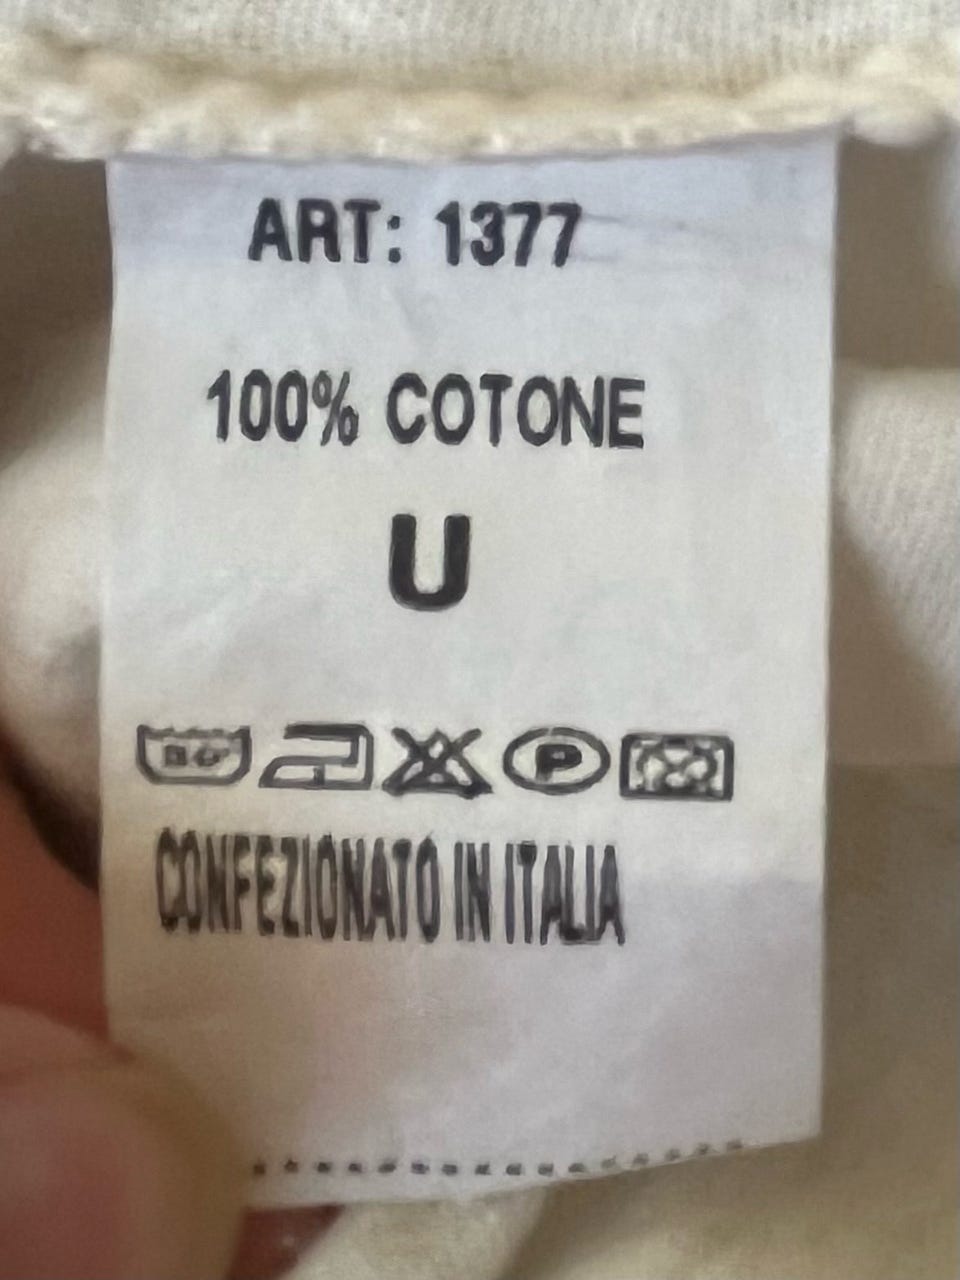 ART: 1377
100% COTONE
U
P
CONFEZIONATO IN ITALIA